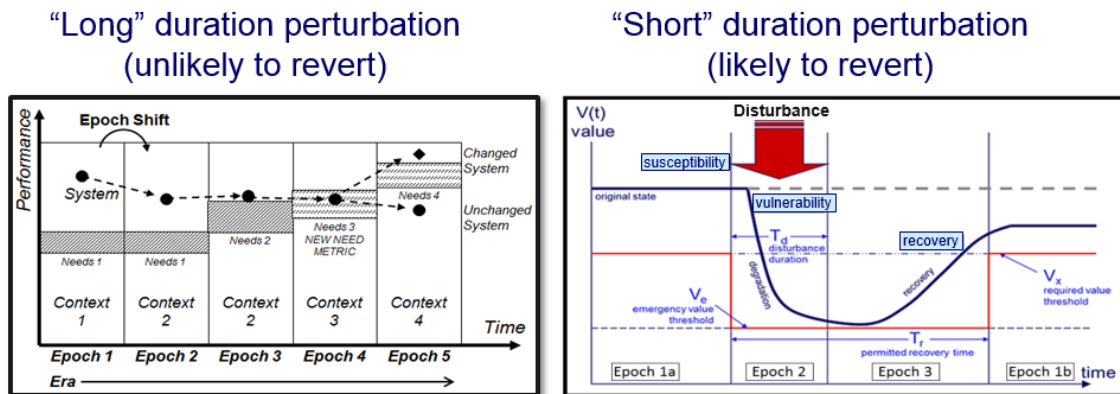 “Long” duration perturbation
(unlikely to revert)
Epoch Shift
Performance
System
Changed
System
Unchanged
System
Needs 1
Needs 1
Needs 2
Needs 3
NEW NEED
METRIC
Needs 4
Context
1
Context
2
Context
2
Context
3
Context
4
Time
Epoch 1
Epoch 2
Epoch 3
Epoch 4
Epoch 5
Era
“Short” duration perturbation
(likely to revert)
V(t)
value
Disturbance
susceptibility
original state
vulnerability
T_d
disturbance
duration
recovery
degradation
recovery
V_e
emergency value
threshold
V_x
required value
threshold
T_r
permitted recovery time
Epoch 1a
Epoch 2
Epoch 3
Epoch 1b
time